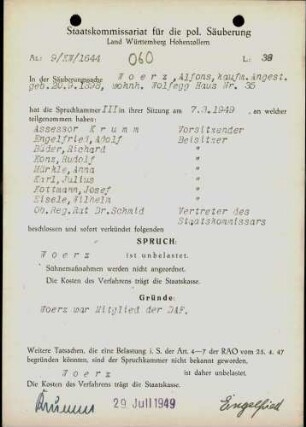 Staatskommissariat für die pol. Säuberung
Land Württemberg Hohenzollern
Az: 9/XV/1644 060 L: 38
In der Säuberungssache Woerz, Alfons, kaufm. Angest.
geb. 20.9.1898, wohnh. Wolfegg Haus Nr. 35
hat die Spruchkammer III in ihrer Sitzung am 7.3.1949 an welcher
teilgenommen haben:
Assessor Krumm Vorsitzender
Engelfried, Adolf Beisitzer
Büder, Richard "
Konz, Rudolf "
Märkle, Anna "
Karl, Julius "
Kottmann, Josef "
Eisele, Wilhelm "
Ob.Reg.Rat Dr.Schmid Vertreter des
Staatskommissars
beschlossen und sofort verkündet folgenden
SPRUCH:
Woerz ist unbelastet.
Sühnemaßnahmen werden nicht angeordnet.
Die Kosten des Verfahrens trägt die Staatskasse.
Gründe:
Woerz war Mitglied der DAF.
Weitere Tatsachen, die eine Belastung i. S. der Art. 4—7 der RAO vom 25. 4. 47
begründen könnten, sind der Spruchkammer nicht bekannt geworden.
Woerz ist daher unbelastet.
Die Kosten des Verfahrens trägt die Staatskasse.
Krumm 29 Juli 1949 Engelfried